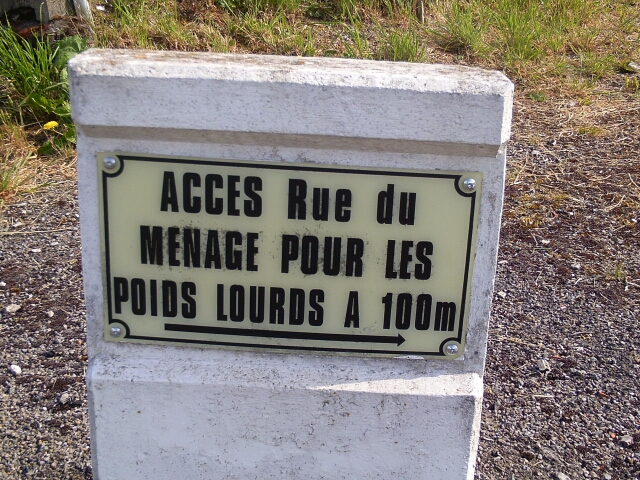 ACCES Rue du
MENAGE POUR LES
POIDS LOURDS A 100m